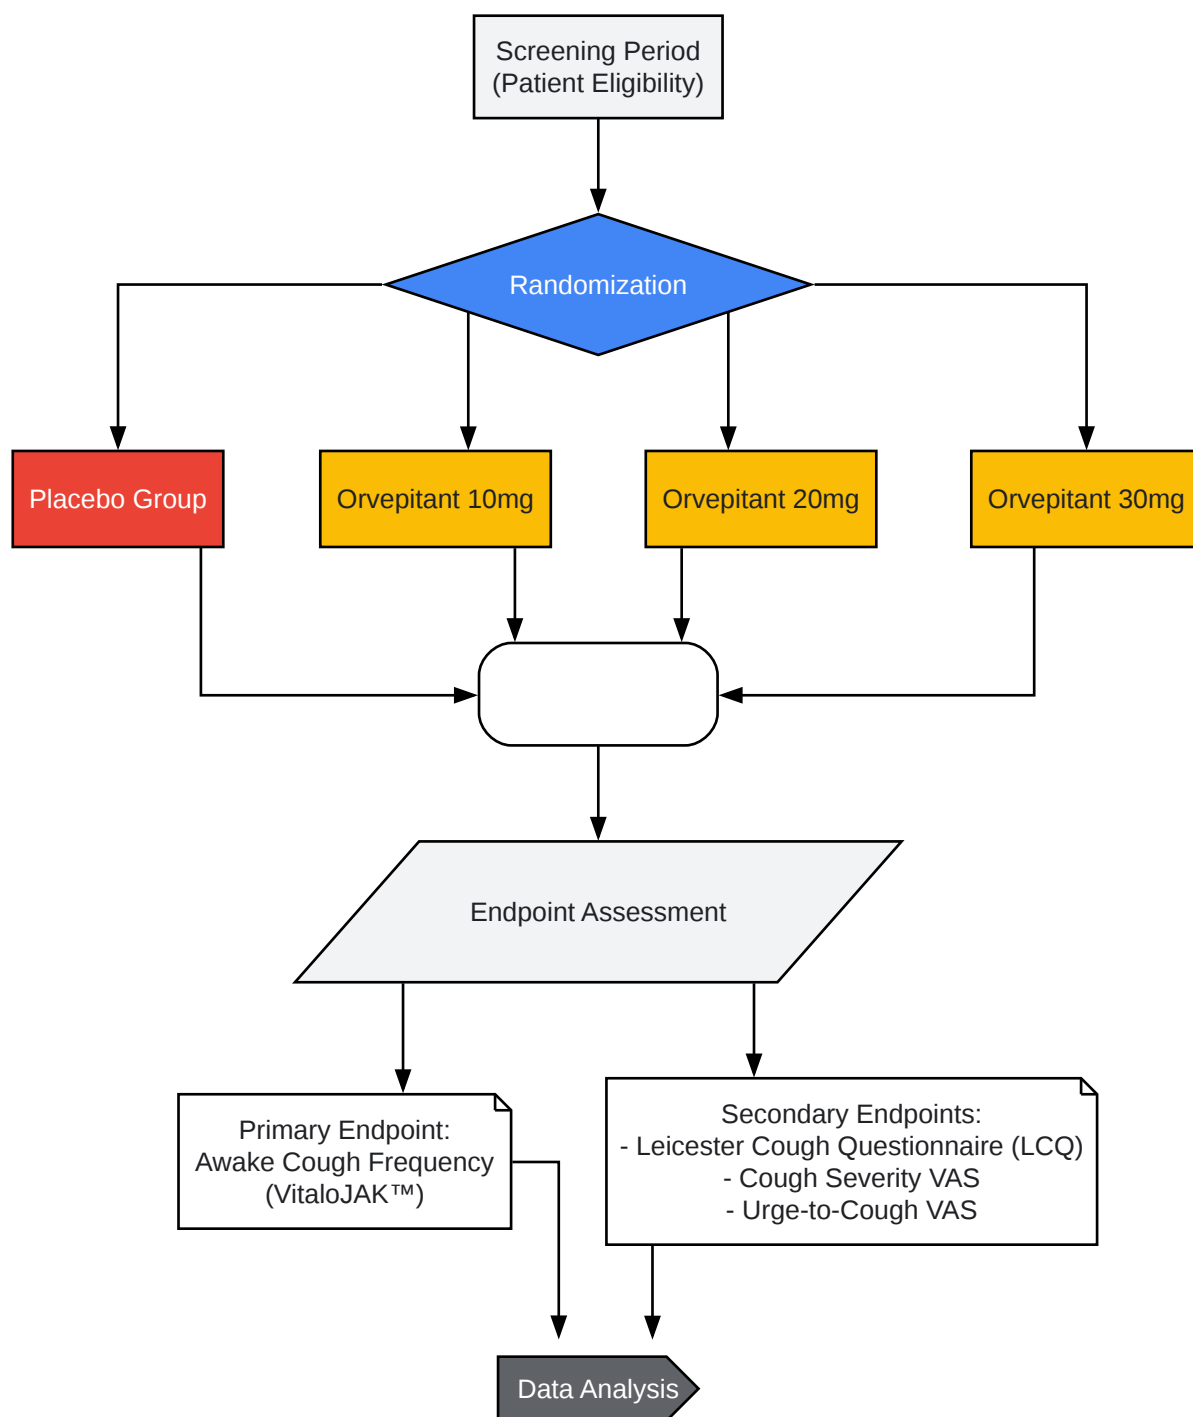 Screening Period
(Patient Eligibility)
Randomization
Placebo Group
Orvepitant 10mg
Orvepitant 20mg
Orvepitant 30mg
Endpoint Assessment
Primary Endpoint:
Awake Cough Frequency
(VitaloJAK™)
Secondary Endpoints:
- Leicester Cough Questionnaire (LCQ)
- Cough Severity VAS
- Urge-to-Cough VAS
Data Analysis